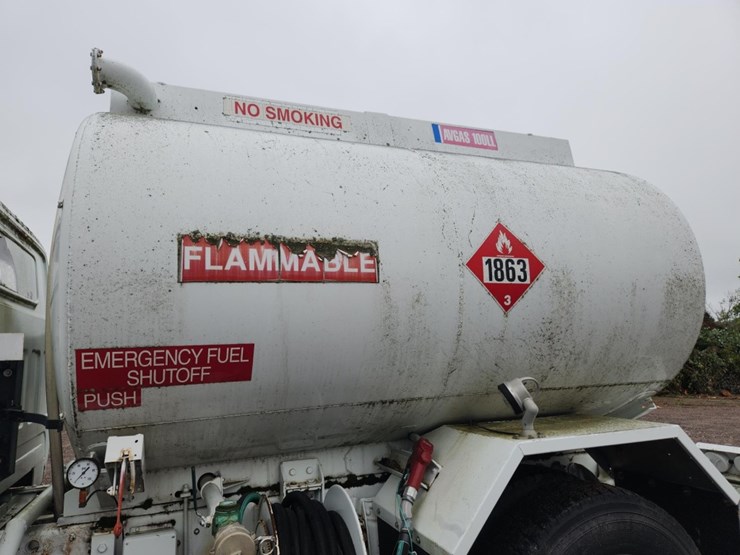 NO SMOKING
AVGAS 100LL
FLAMMABLE
1863
3
EMERGENCY FUEL
SHUTOFF
PUSH